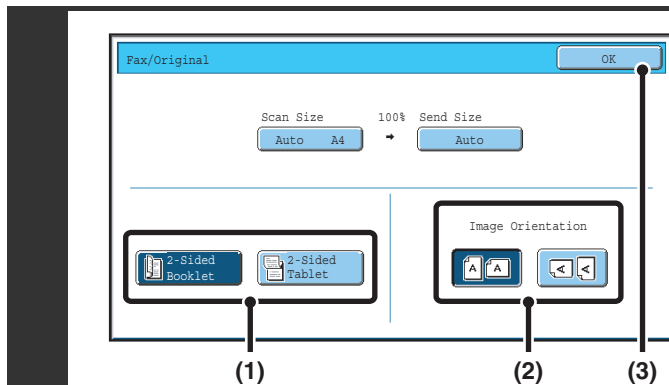 Fax/Original
OK
Scan Size
100%
Send Size
Auto A4
Auto
Image Orientation
2-Sided
Booklet
2-Sided
Tablet
A A
A A
(1)
(2)
(3)